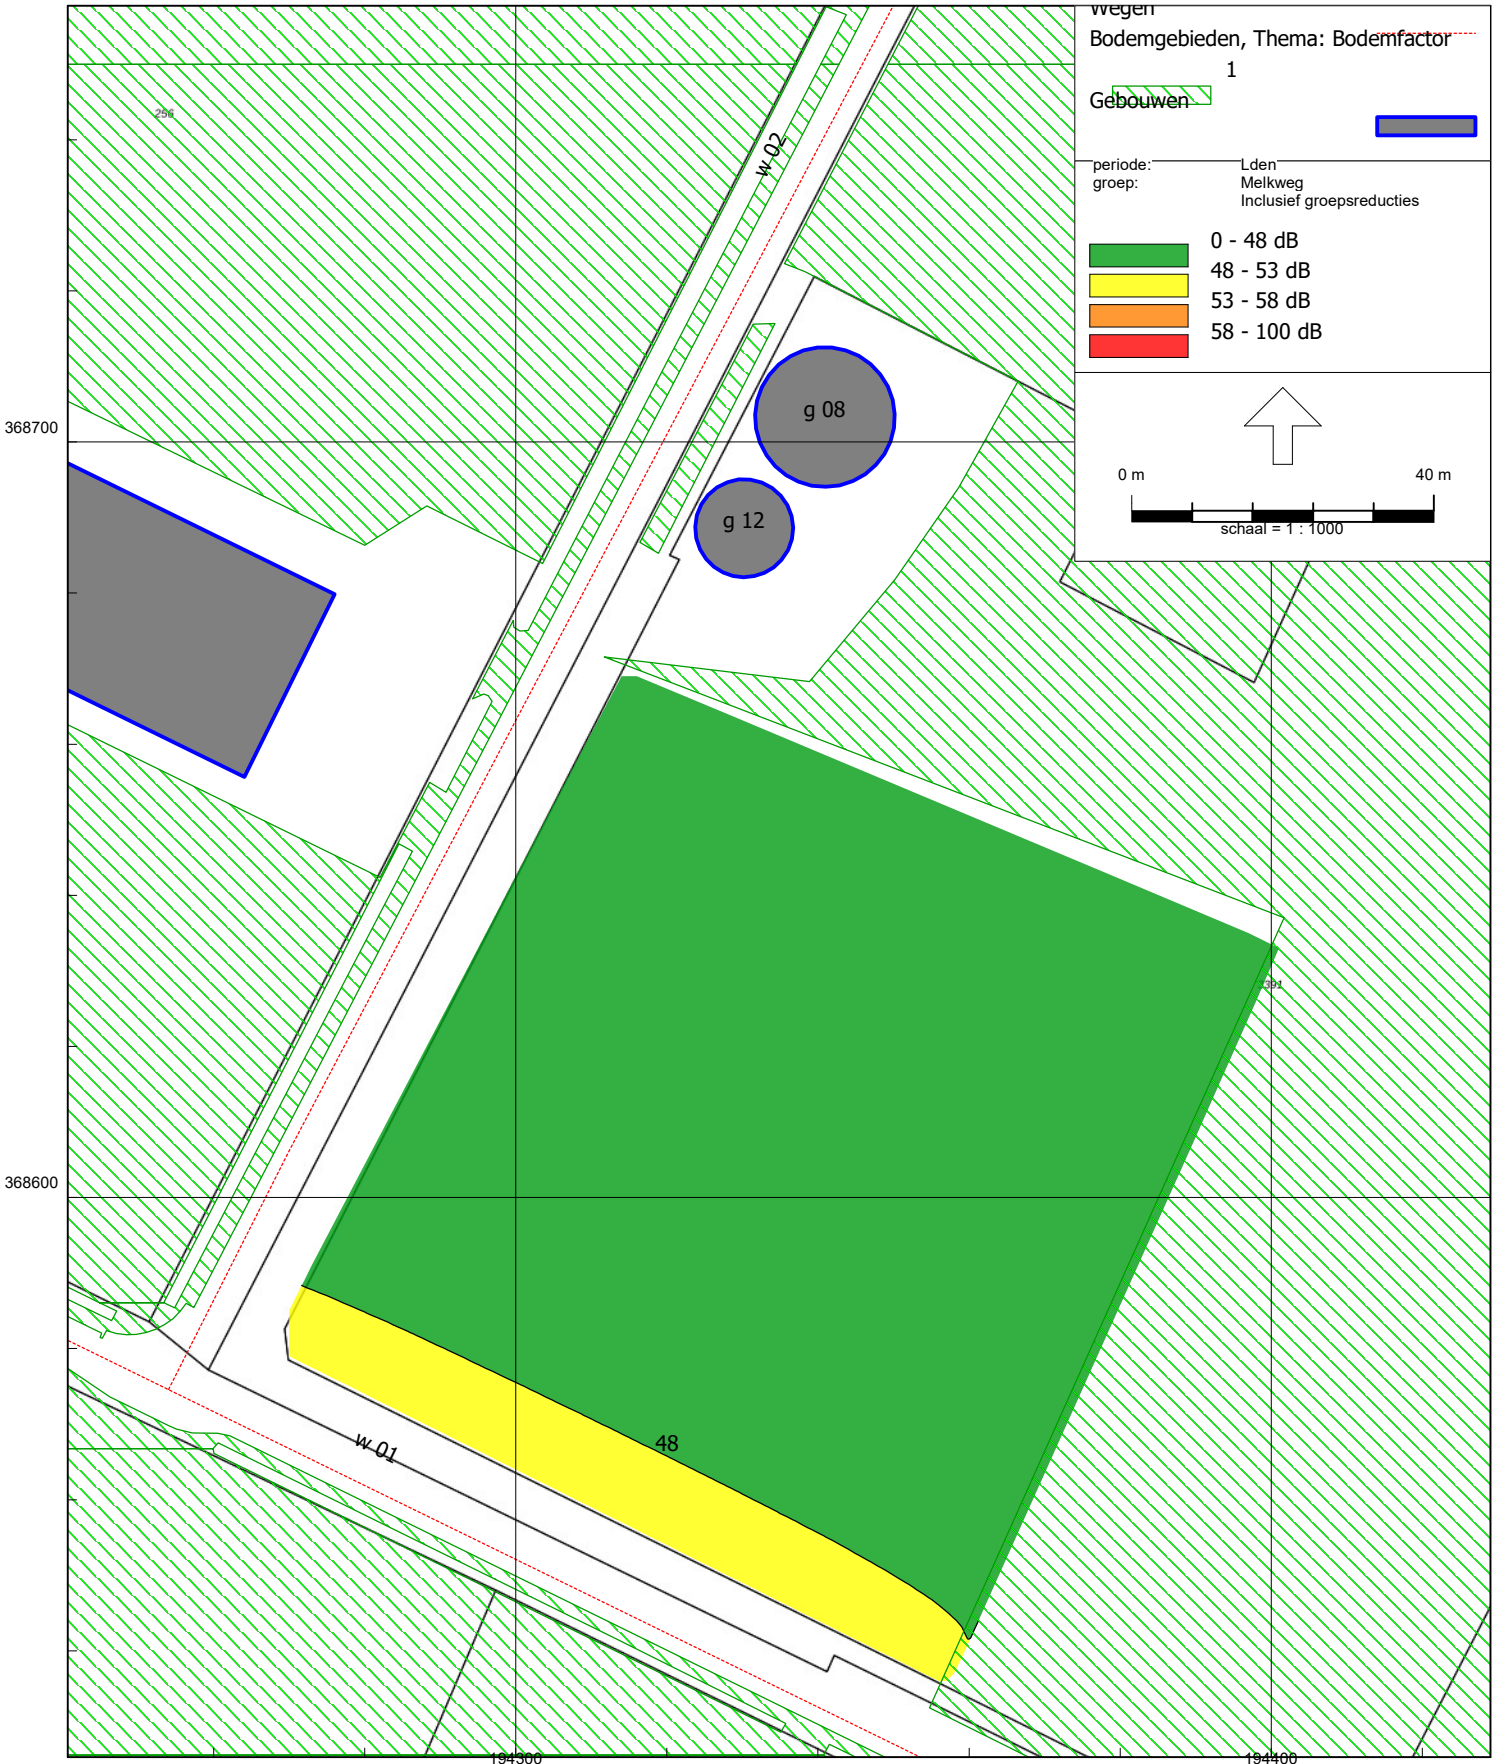 Wegen
Bodemgebieden, Thema: Bodemfactor
1
Gebouwen
periode: Lden
groep: Melkweg
Inclusief groepsreducties
0 - 48 dB
48 - 53 dB
53 - 58 dB
58 - 100 dB
0 m 40 m
schaal = 1 : 1000
256
w 02
g 08
368700
g 12
368600
48
w 01
194300 194400